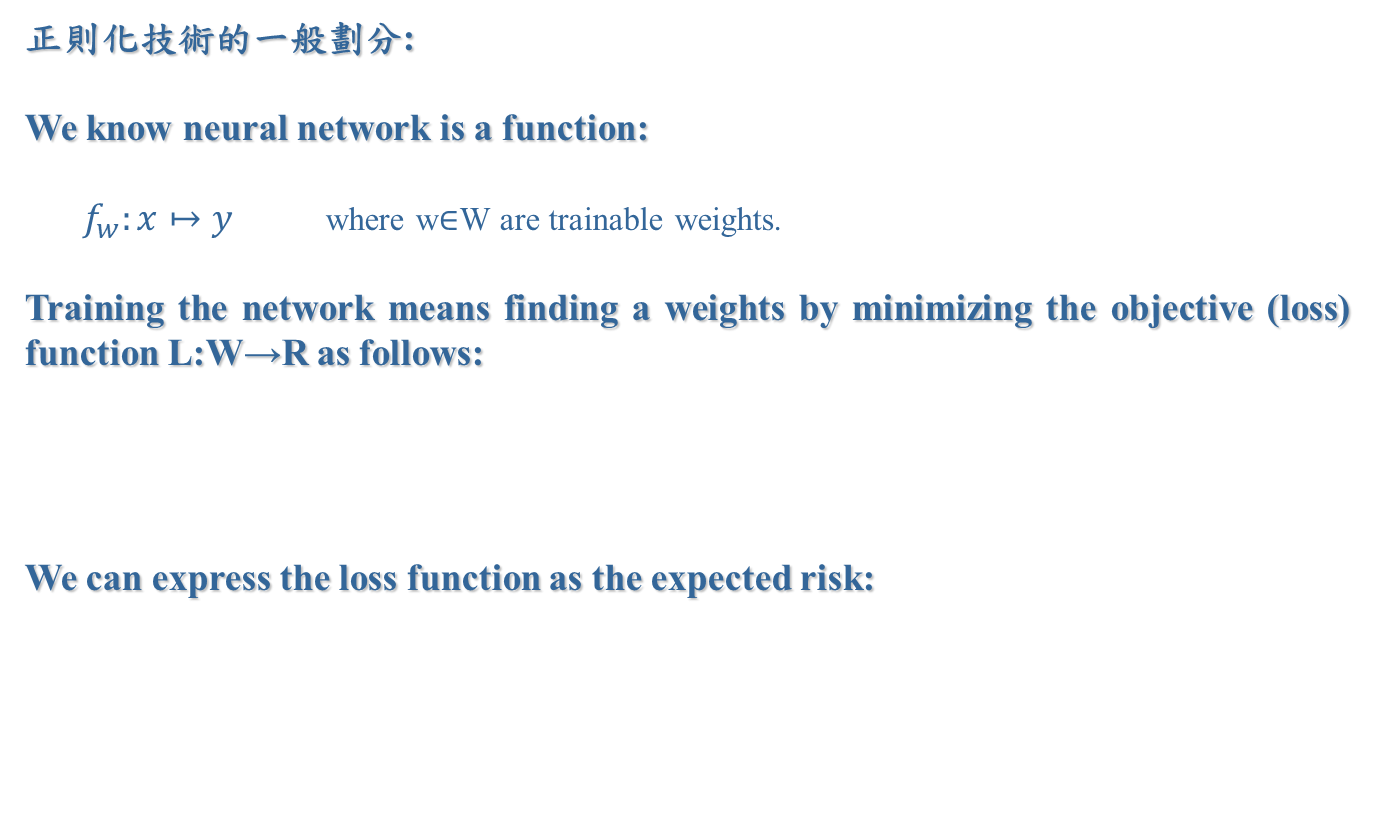 正則化技術的一般劃分:
We know neural network is a function:
f_w: x ↦ y where w∈W are trainable weights.
Training the network means finding a weights by minimizing the objective (loss)
function L:W→R as follows:
We can express the loss function as the expected risk: